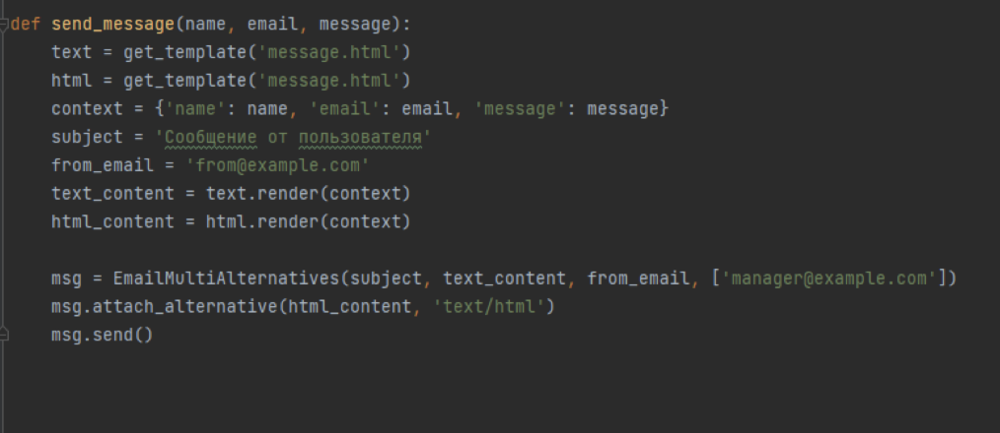 def send_message(name, email, message):
    text = get_template('message.html')
    html = get_template('message.html')
    context = {'name': name, 'email': email, 'message': message}
    subject = 'Сообщение от пользователя'
    from_email = 'from@example.com'
    text_content = text.render(context)
    html_content = html.render(context)

    msg = EmailMultiAlternatives(subject, text_content, from_email, ['manager@example.com'])
    msg.attach_alternative(html_content, 'text/html')
    msg.send()